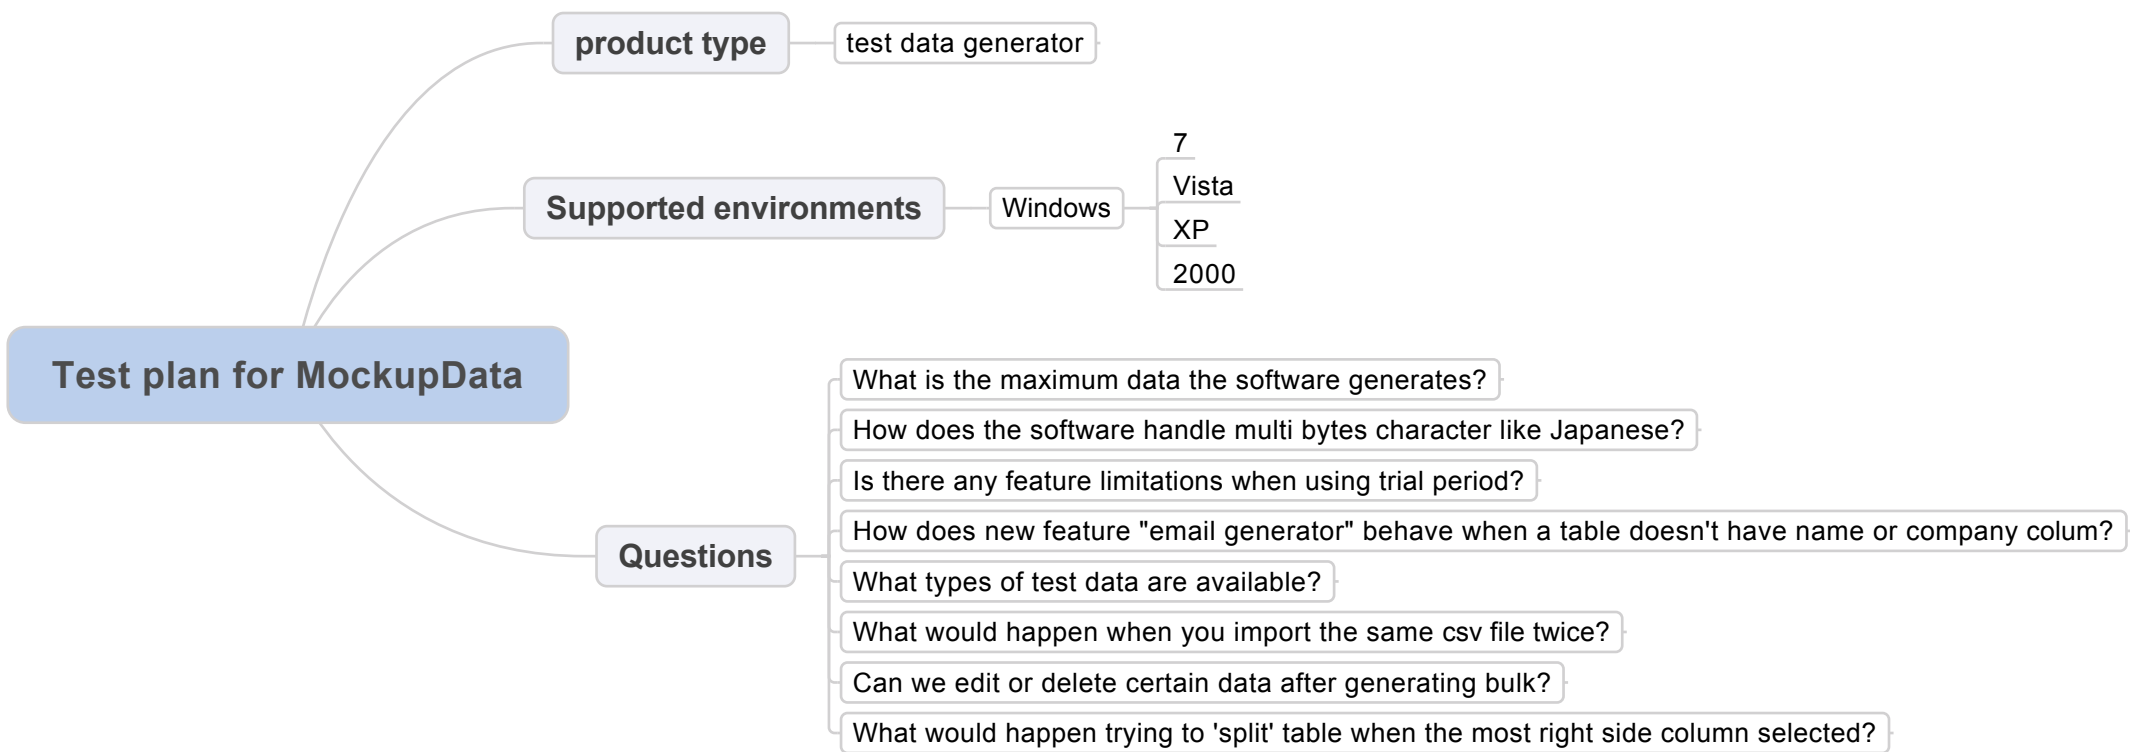 product type
test data generator
Supported environments
Windows
7
Vista
XP
2000
Test plan for MockupData
Questions
What is the maximum data the software generates?
How does the software handle multi bytes character like Japanese?
Is there any feature limitations when using trial period?
How does new feature "email generator" behave when a table doesn't have name or company colum?
What types of test data are available?
What would happen when you import the same csv file twice?
Can we edit or delete certain data after generating bulk?
What would happen trying to 'split' table when the most right side column selected?